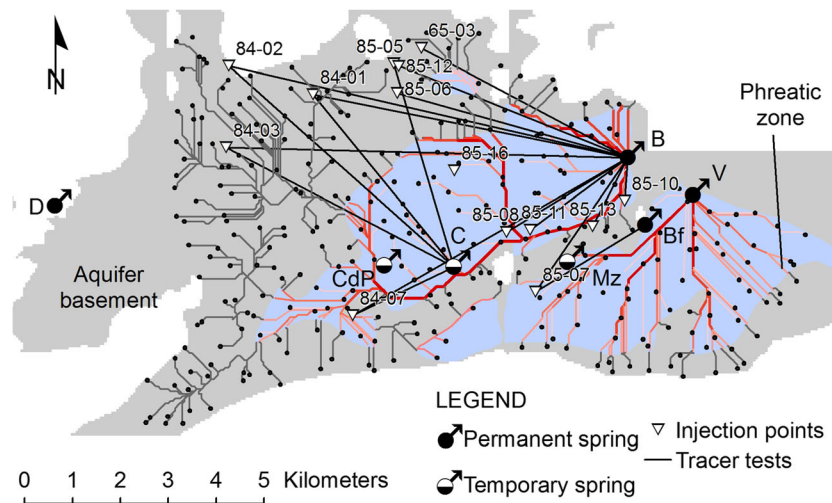 65-03
84-02
85-05
85-12
84-01
85-06
N
Phreatic
zone
84-03
B
85-16
85-10
V
D
85-08
85-11
85-13
C
Bf
CdP
Mz
Aquifer
basement
85-07
84-07
LEGEND
Permanent spring
Injection points
Temporary spring
Tracer tests
0 1 2 3 4 5 Kilometers